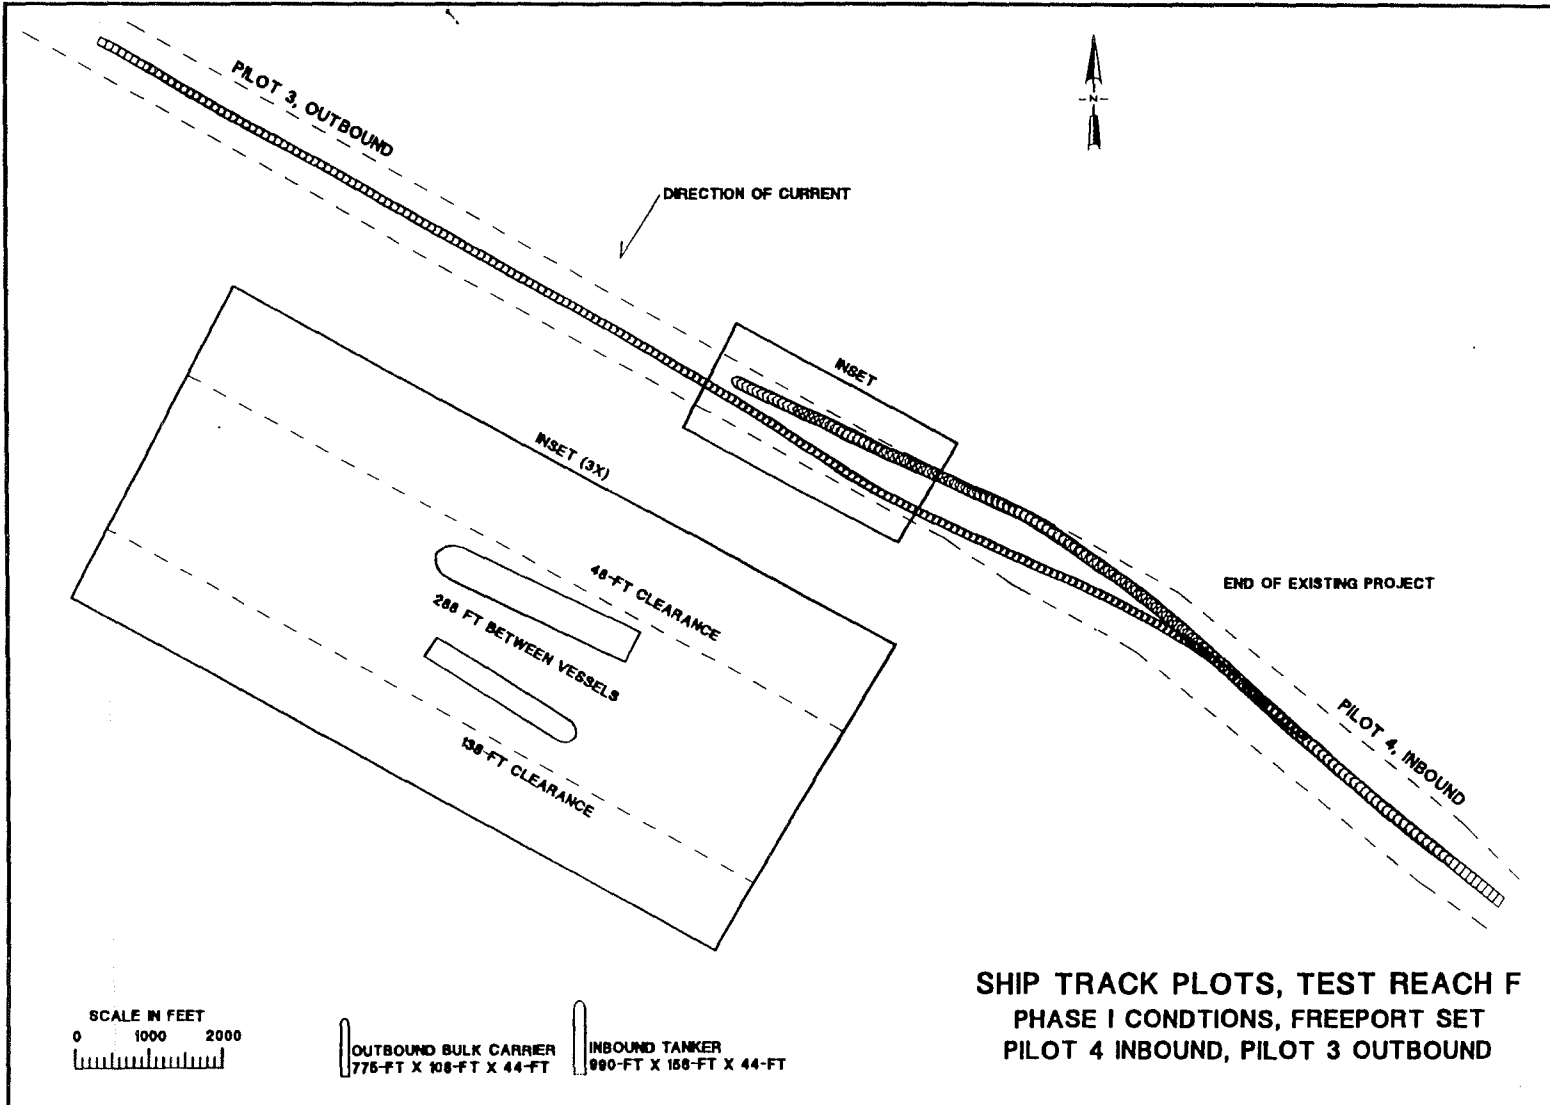 PILOT 3, OUTBOUND
-N-
DIRECTION OF CURRENT
INSET
INSET (3X)
48-FT CLEARANCE
288 FT BETWEEN VESSELS
138-FT CLEARANCE
END OF EXISTING PROJECT
PILOT 4, INBOUND
SCALE IN FEET
0 1000 2000
OUTBOUND BULK CARRIER
775-FT X 106-FT X 44-FT
INBOUND TANKER
990-FT X 156-FT X 44-FT
SHIP TRACK PLOTS, TEST REACH F
PHASE I CONDTIONS, FREEPORT SET
PILOT 4 INBOUND, PILOT 3 OUTBOUND